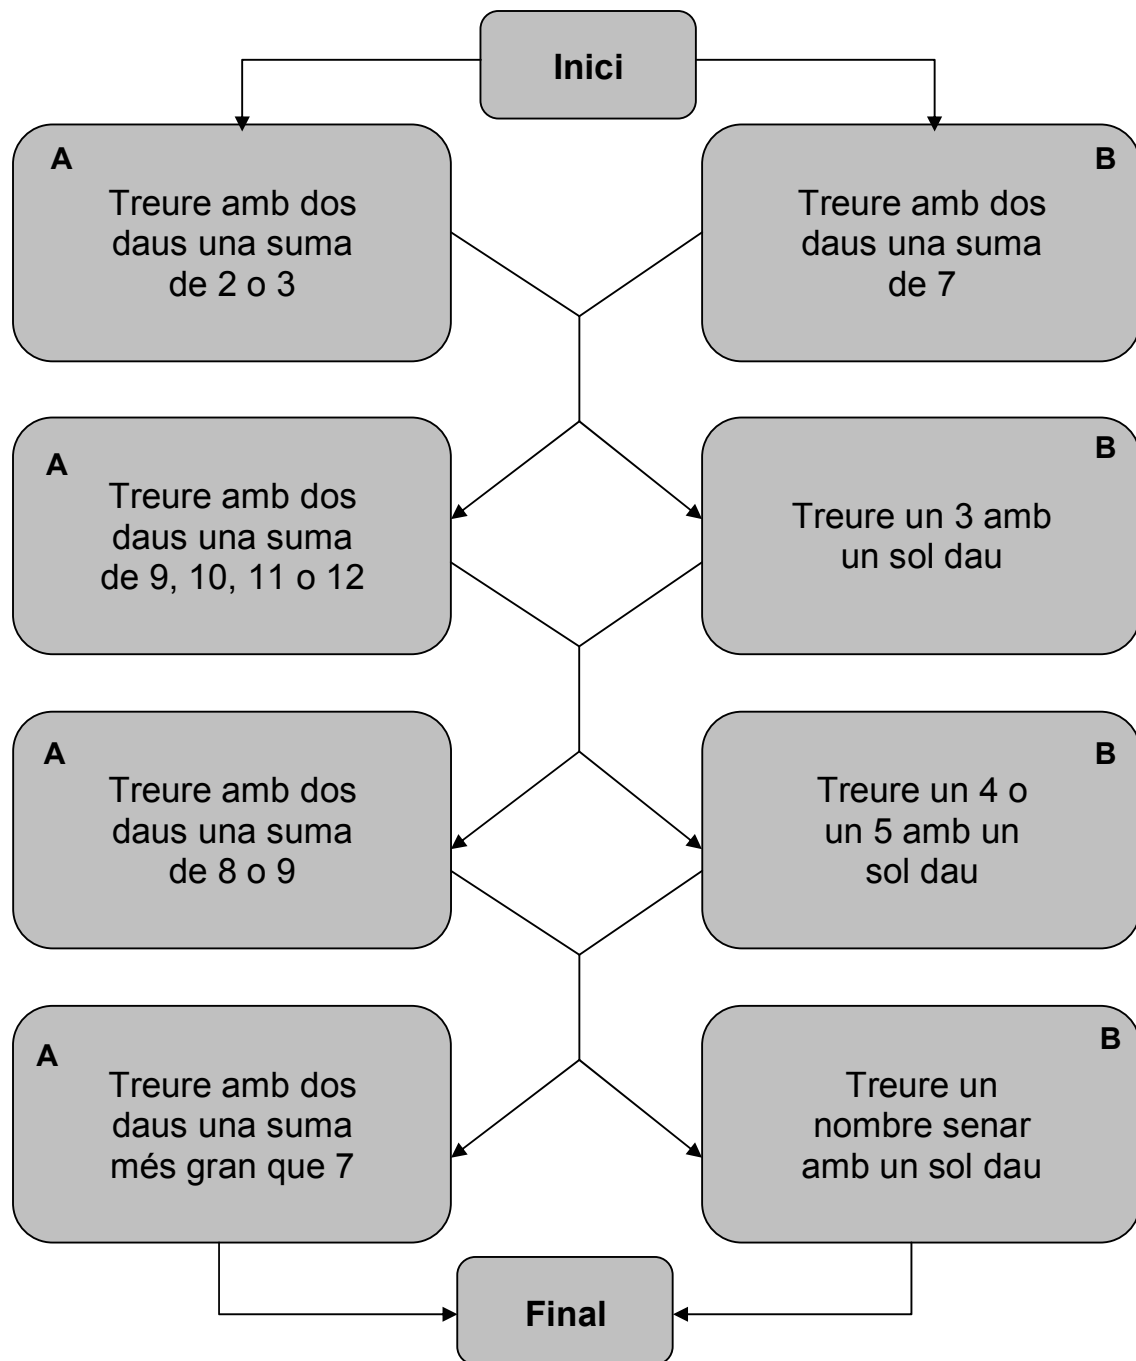 Inici
A
Treure amb dos
daus una suma
de 2 o 3
B
Treure amb dos
daus una suma
de 7
A
Treure amb dos
daus una suma
de 9, 10, 11 o 12
B
Treure un 3 amb
un sol dau
A
Treure amb dos
daus una suma
de 8 o 9
B
Treure un 4 o
un 5 amb un
sol dau
A
Treure amb dos
daus una suma
més gran que 7
B
Treure un
nombre senar
amb un sol dau
Final